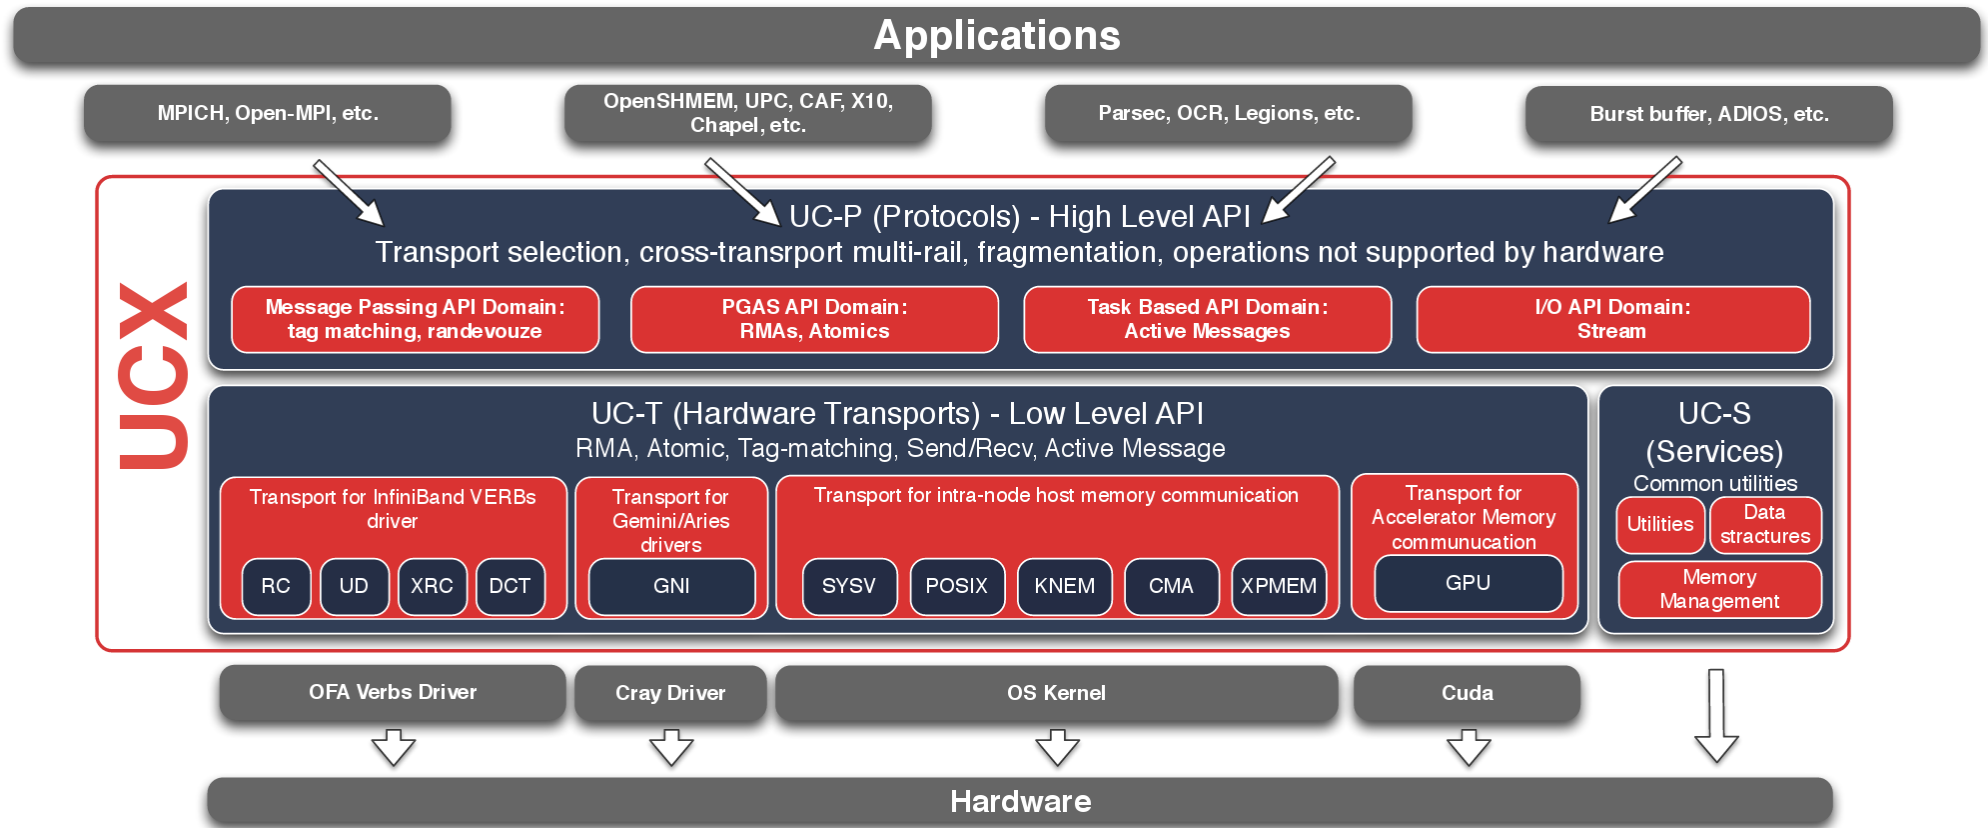 Applications
MPICH, Open-MPI, etc.
OpenSHMEM, UPC, CAF, X10,
Chapel, etc.
Parsec, OCR, Legions, etc.
Burst buffer, ADIOS, etc.
UCX
UC-P (Protocols) - High Level API
Transport selection, cross-transrport multi-rail, fragmentation, operations not supported by hardware
Message Passing API Domain:
tag matching, randevouze
PGAS API Domain:
RMAs, Atomics
Task Based API Domain:
Active Messages
I/O API Domain:
Stream
UC-T (Hardware Transports) - Low Level API
RMA, Atomic, Tag-matching, Send/Recv, Active Message
Transport for InfiniBand VERBs
driver
RC
UD
XRC
DCT
Transport for
Gemini/Aries
drivers
GNI
Transport for intra-node host memory communication
SYSV
POSIX
KNEM
CMA
XPMEM
Transport for
Accelerator Memory
communucation
GPU
UC-S
(Services)
Common utilities
Utilities
Data
stractures
Memory
Management
OFA Verbs Driver
Cray Driver
OS Kernel
Cuda
Hardware